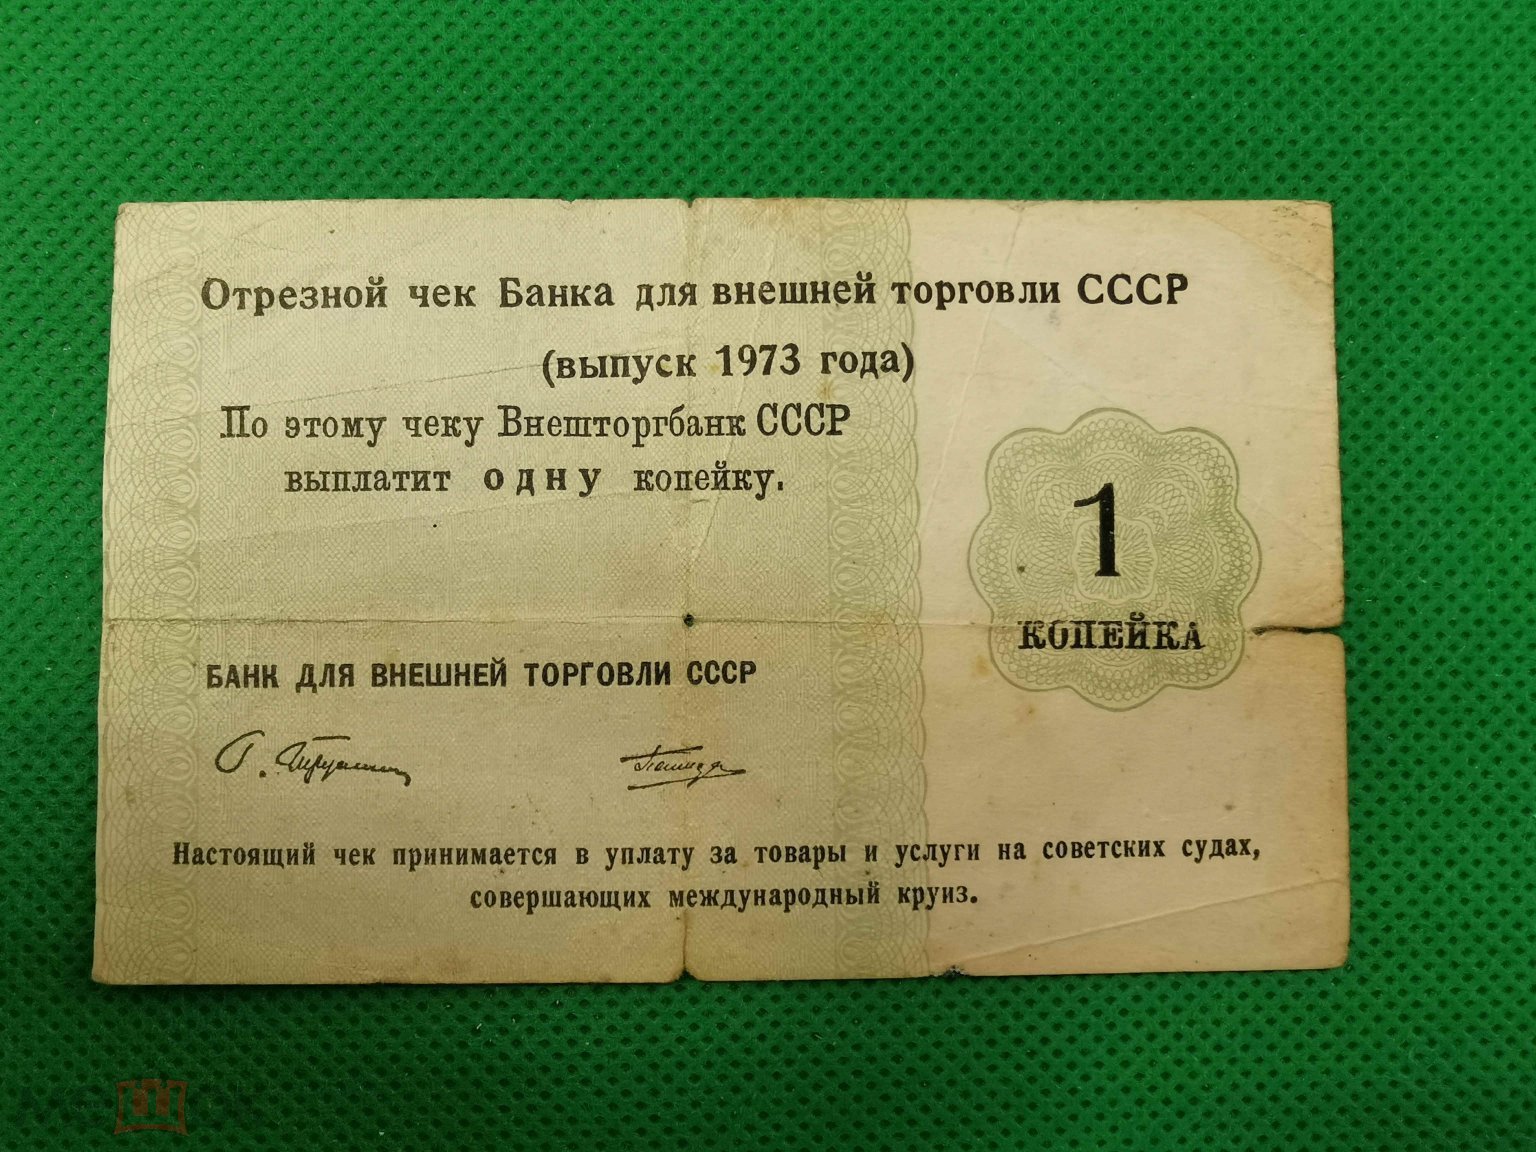 Отрезной чек Банка для внешней торговли СССР
(выпуск 1973 года)
По этому чеку Внешторгбанк СССР
выплатит одну копейку.
1
КОПЕЙКА
БАНК ДЛЯ ВНЕШНЕЙ ТОРГОВЛИ СССР
Настоящий чек принимается в уплату за товары и услуги на советских судах,
совершающих международный круиз.